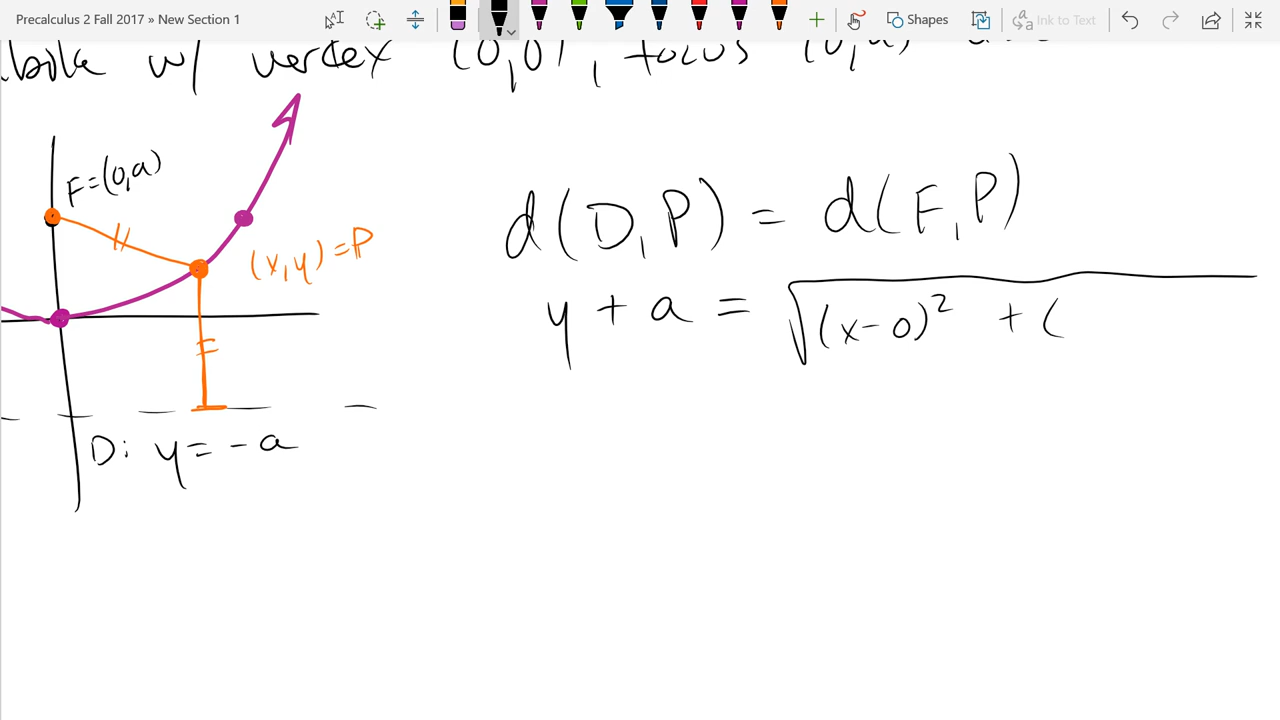 Precalculus 2 Fall 2017 » New Section 1
Shapes
Ink to Text
w/ vertex (0,0), focus (0,a)
F=(0,a)
(x,y)=P
D: y=-a
d(D,P) = d(F,P)
y + a = √(x-0)² + (